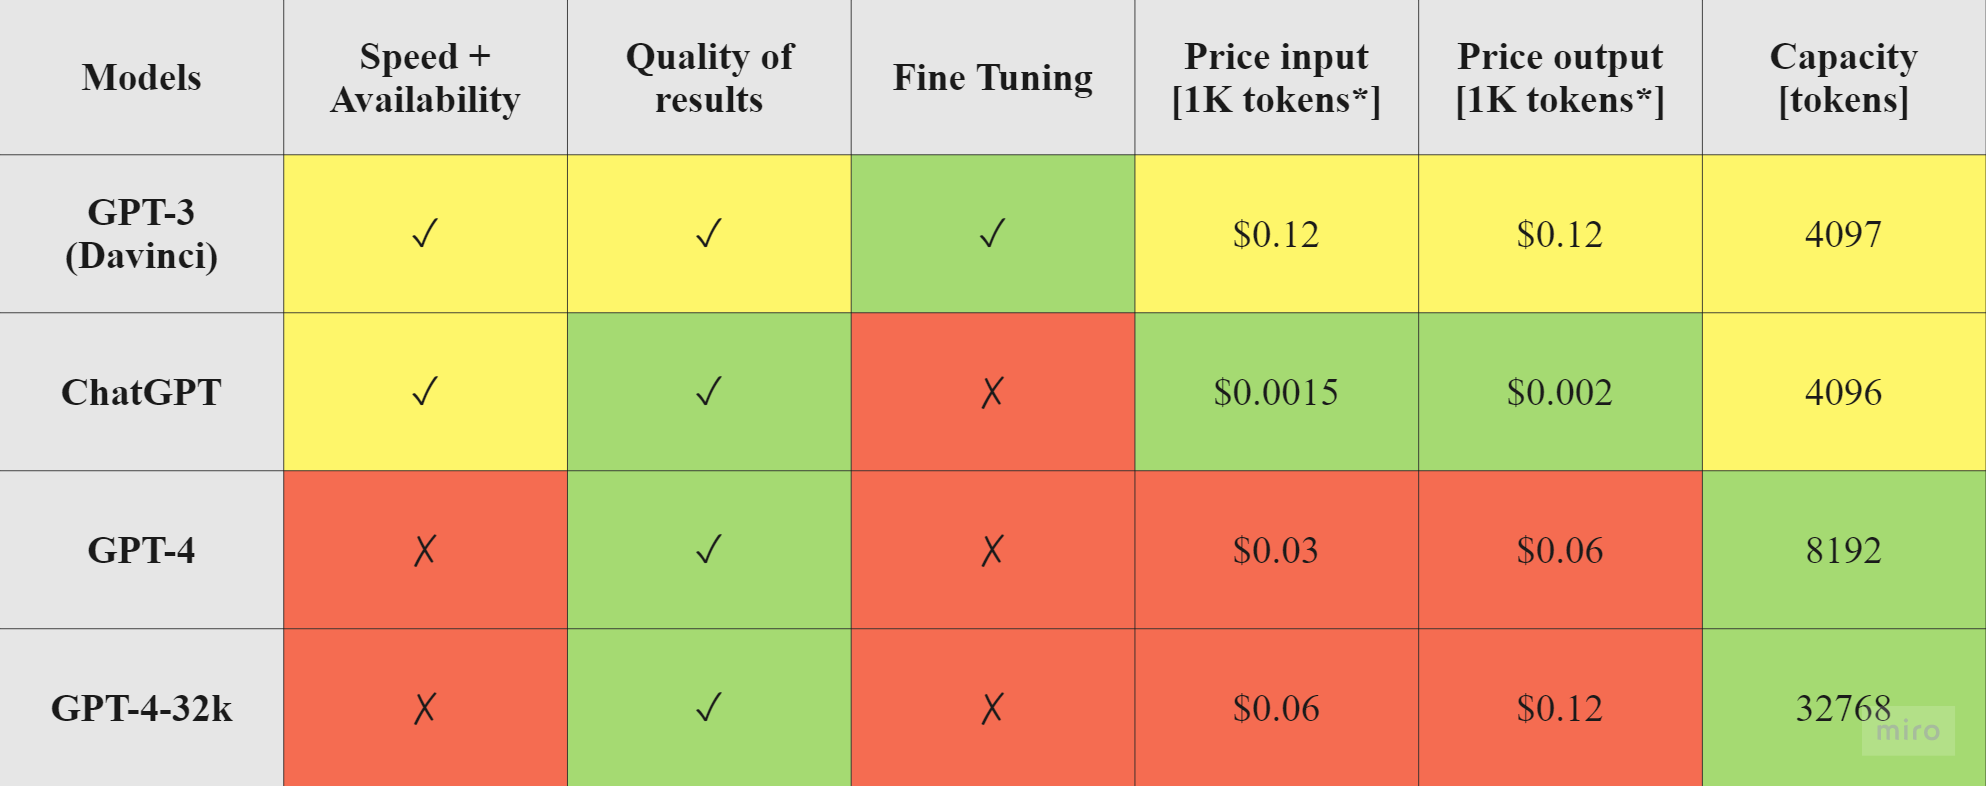 Models
Speed +
Availability
Quality of
results
Fine Tuning
Price input
[1K tokens*]
Price output
[1K tokens*]
Capacity
[tokens]
GPT-3
(Davinci)
✓
✓
✓
$0.12
$0.12
4097
ChatGPT
✓
✓
✗
$0.0015
$0.002
4096
GPT-4
✗
✓
✗
$0.03
$0.06
8192
GPT-4-32k
✗
✓
✗
$0.06
$0.12
32768
miro